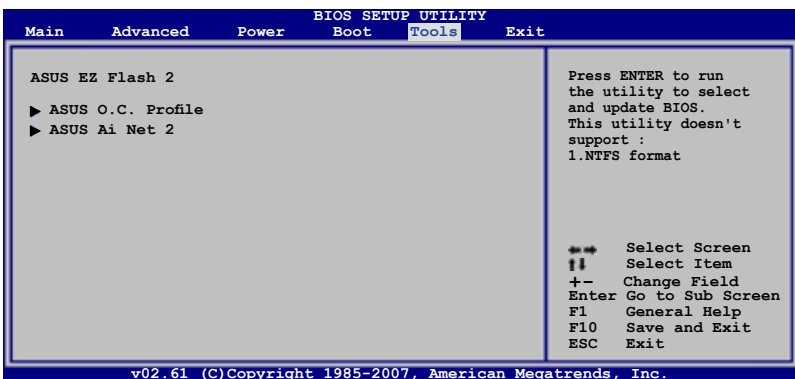 BIOS SETUP UTILITY
Main Advanced Power Boot Tools Exit
ASUS EZ Flash 2
ASUS O.C. Profile
ASUS Ai Net 2
Press ENTER to run
the utility to select
and update BIOS.
This utility doesn't
support :
1.NTFS format
Select Screen
Select Item
+- Change Field
Enter Go to Sub Screen
F1 General Help
F10 Save and Exit
ESC Exit
v02.61 (C)Copyright 1985-2007, American Megatrends, Inc.